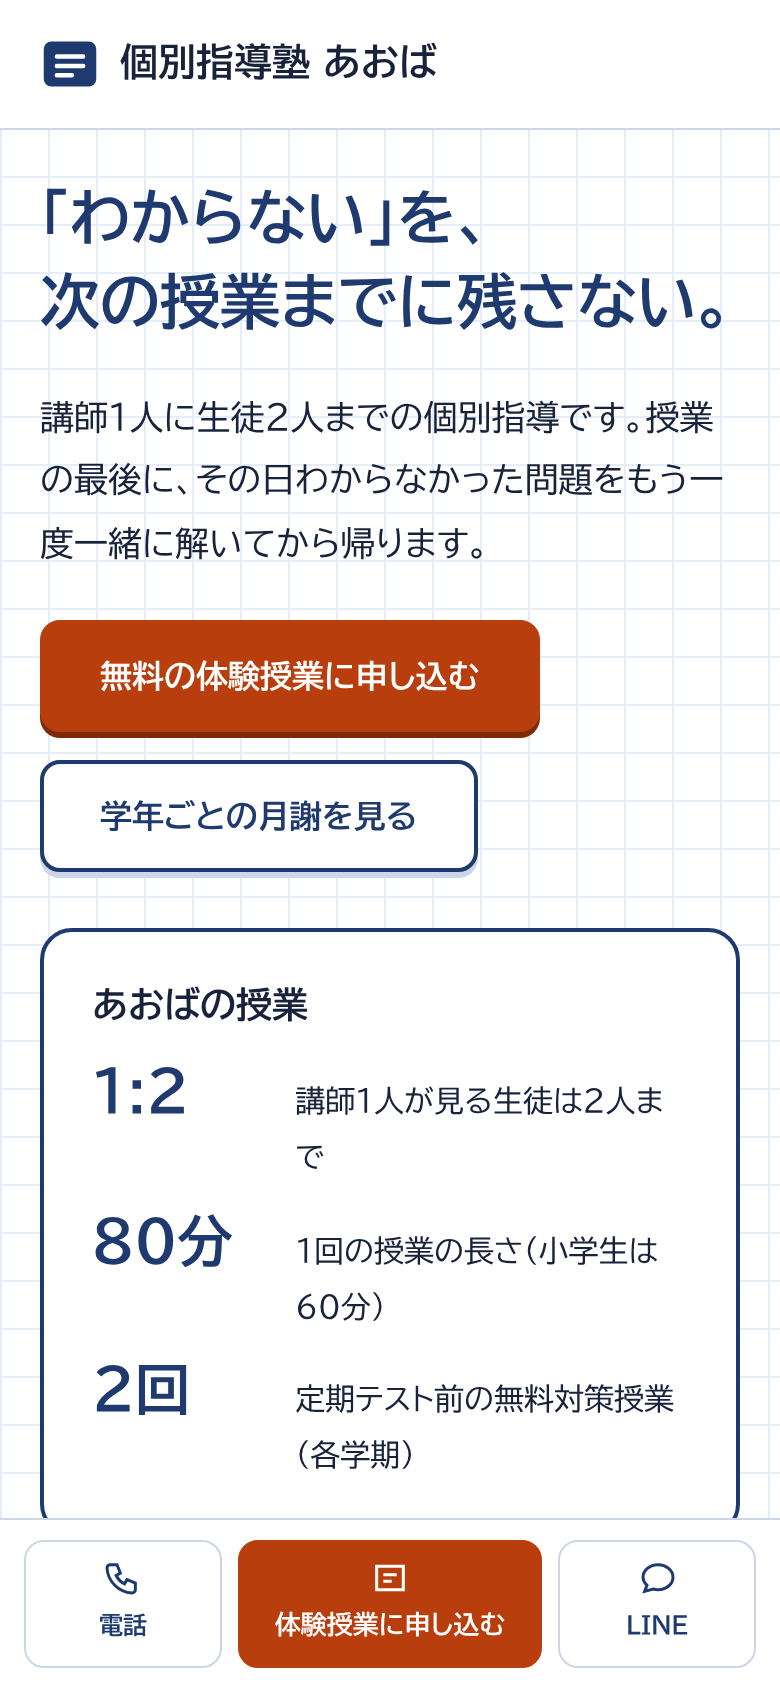 個別指導塾 あおば
「わからない」を、
次の授業までに残さない。
講師1人に生徒2人までの個別指導です。授業
の最後に、その日わからなかった問題をもう一
度一緒に解いてから帰ります。
無料の体験授業に申し込む
学年ごとの月謝を見る
あおばの授業
1:2
講師1人が見る生徒は2人ま
で
80分
1回の授業の長さ（小学生は
60分）
2回
定期テスト前の無料対策授業
（各学期）
電話
体験授業に申し込む
LINE